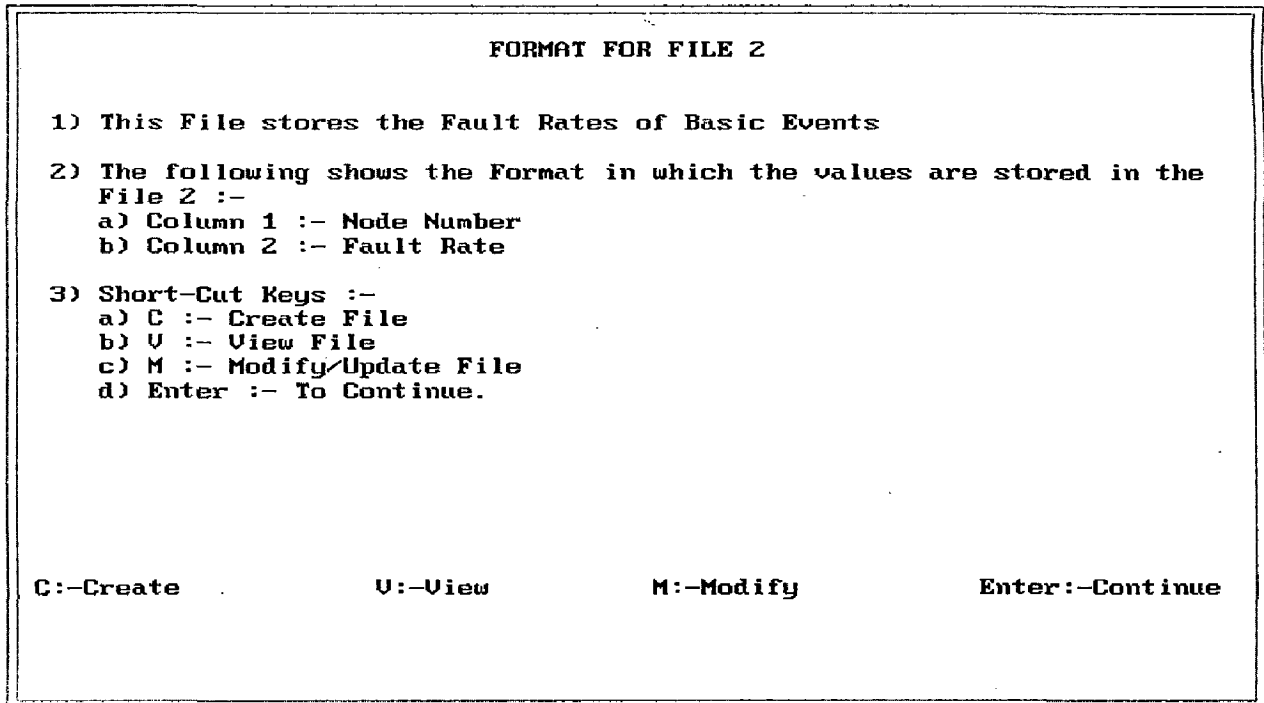 FORMAT FOR FILE 2
1) This File stores the Fault Rates of Basic Events
2) The following shows the Format in which the values are stored in the
File 2 :-
a) Column 1 :- Node Number
b) Column 2 :- Fault Rate
3) Short-Cut Keys :-
a) C :- Create File
b) V :- View File
c) M :- Modify/Update File
d) Enter :- To Continue.
C:-Create V:-View M:-Modify Enter:-Continue